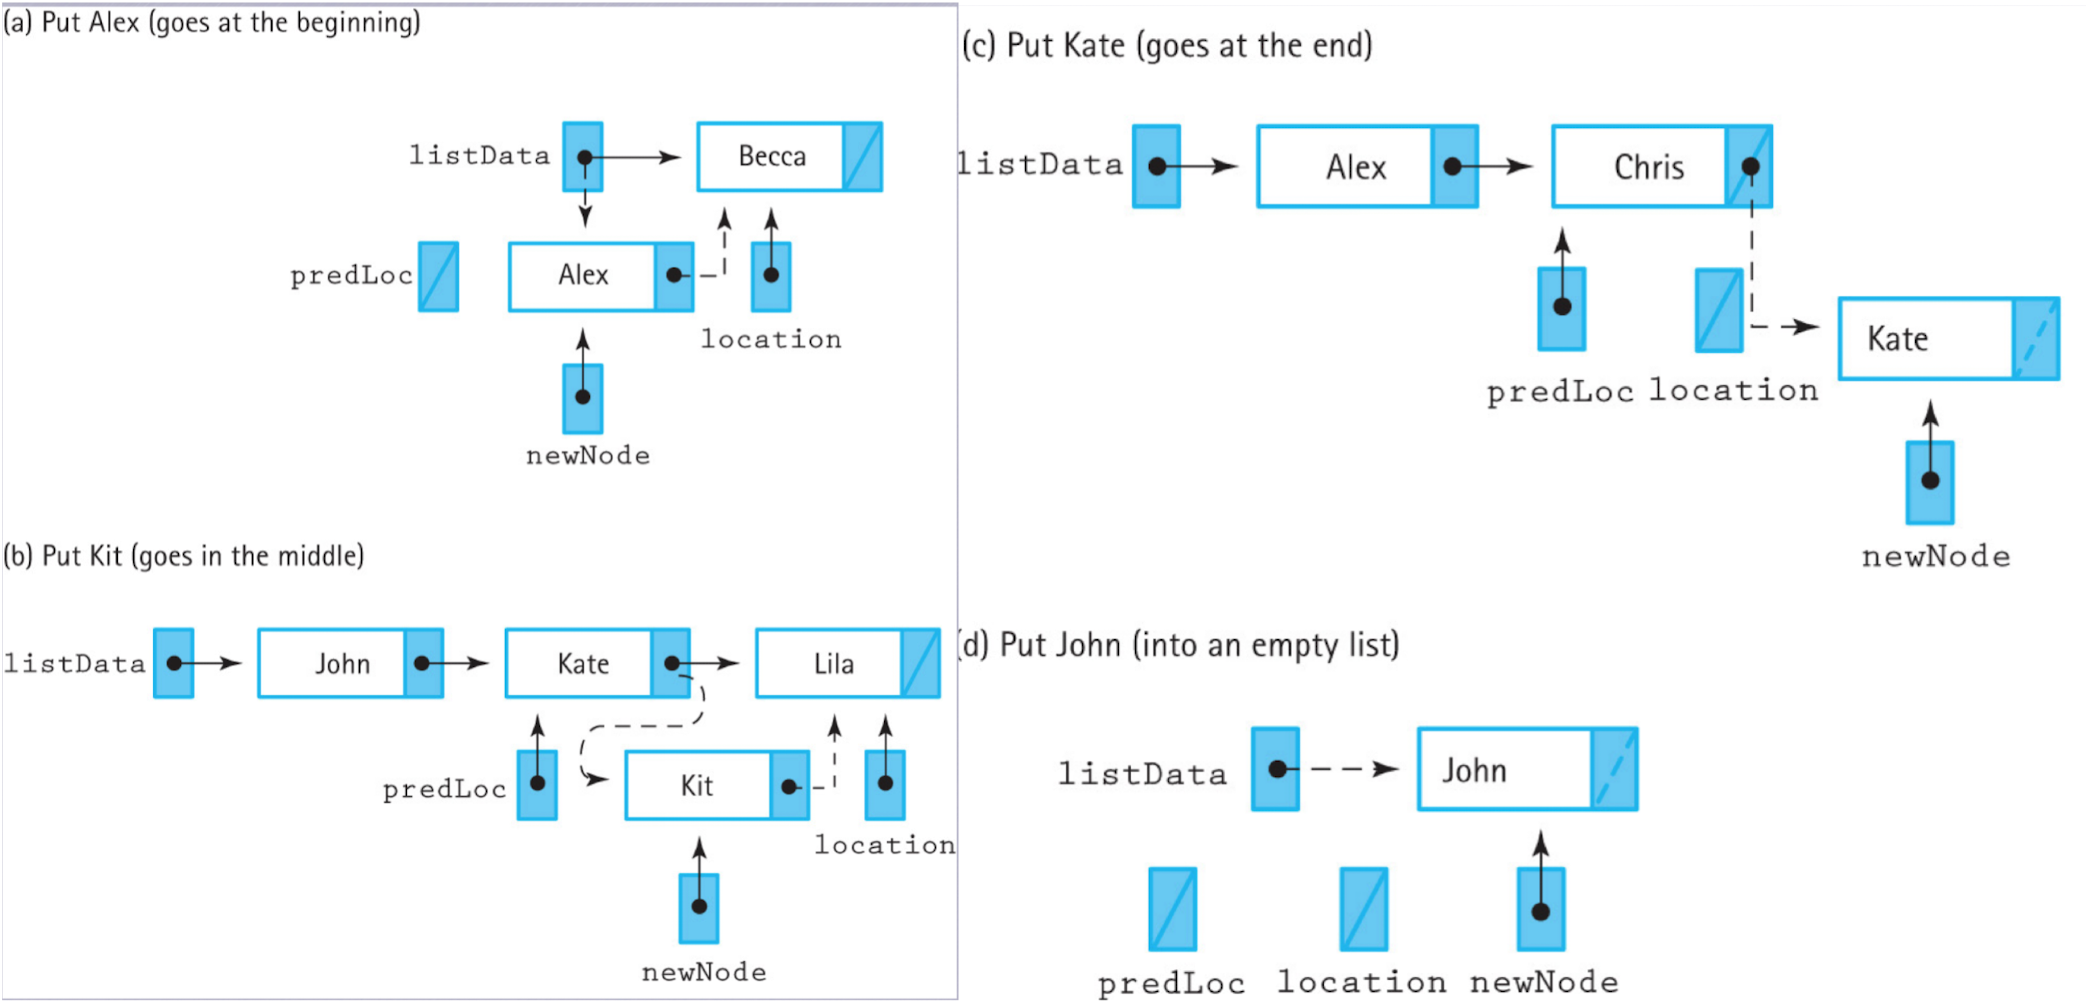 (a) Put Alex (goes at the beginning)
listData
Becca
predLoc
Alex
location
newNode
(b) Put Kit (goes in the middle)
listData
John
Kate
Lila
predLoc
Kit
location
newNode
(c) Put Kate (goes at the end)
listData
Alex
Chris
Kate
predLoc location
newNode
(d) Put John (into an empty list)
listData
John
predLoc location newNode